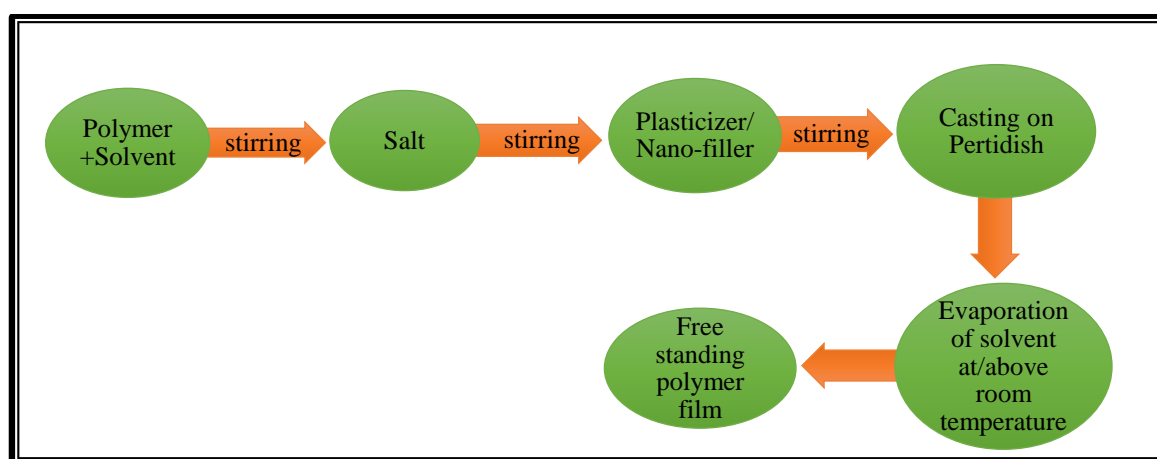 Polymer
+Solvent
stirring
Salt
stirring
Plasticizer/
Nano-filler
stirring
Casting on
Pertidish
Evaporation
of solvent
at/above
room
temperature
Free
standing
polymer
film